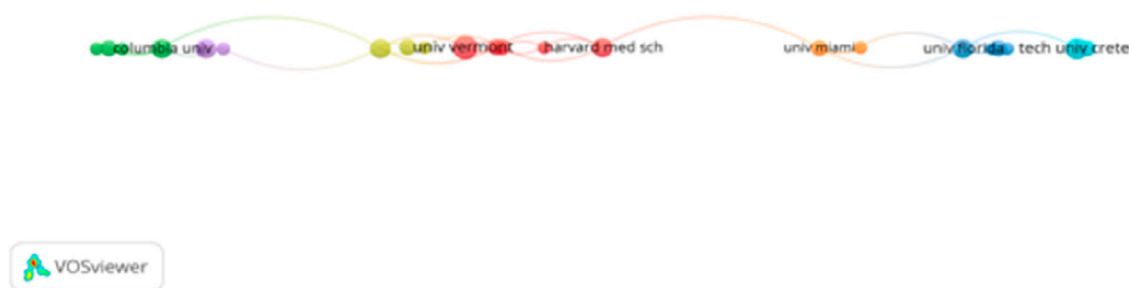 columbia univ
univ vermont
harvard med sch
univ miami
univ florida
tech univ crete
VOSviewer